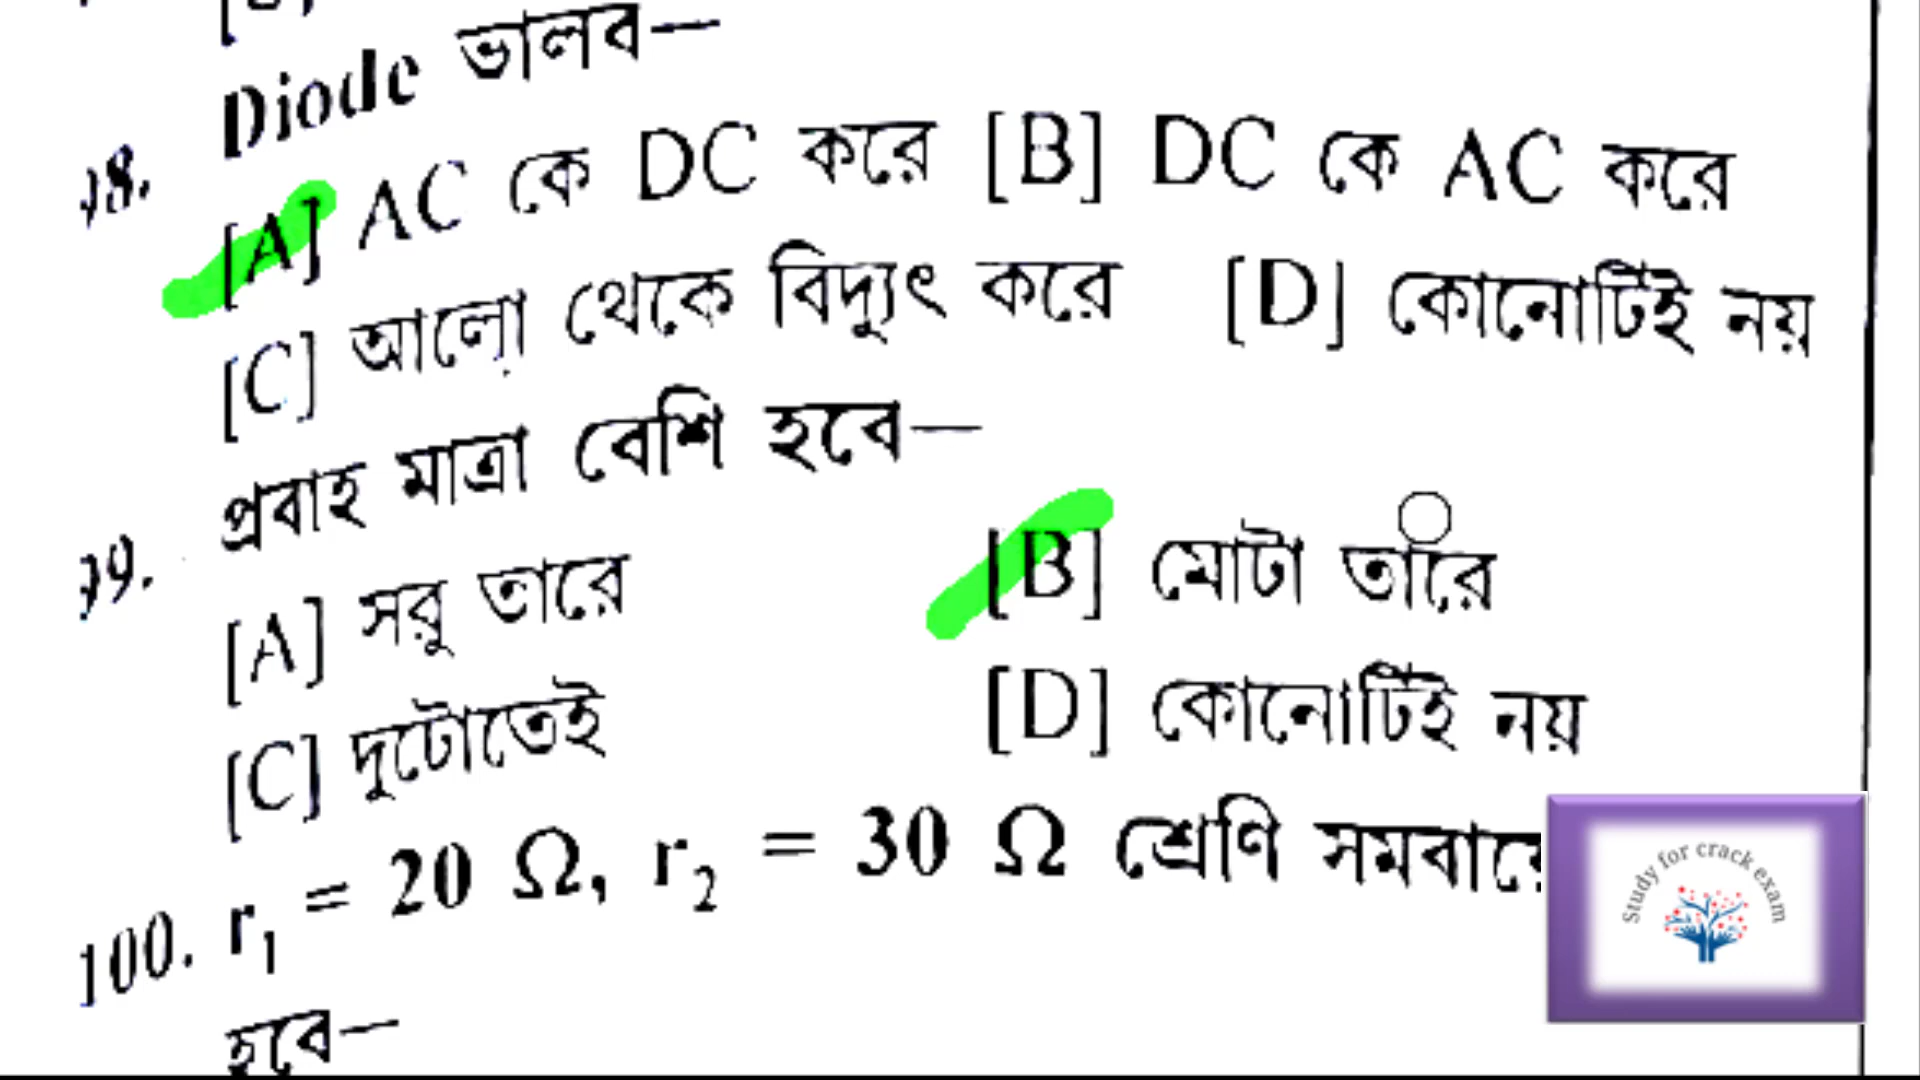 Diode ভালব—
98.
[A] AC কে DC করে [B] DC কে AC করে
[C] আলো থেকে বিদ্যুৎ করে [D] কোনোটিই নয়
99. প্রবাহ মাত্রা বেশি হবে—
[A] সরু তারে [B] মোটা তারে
[C] দুটোতেই [D] কোনোটিই নয়
100. r₁ = 20 Ω, r₂ = 30 Ω শ্রেণি
হবে—
Study for crack exam